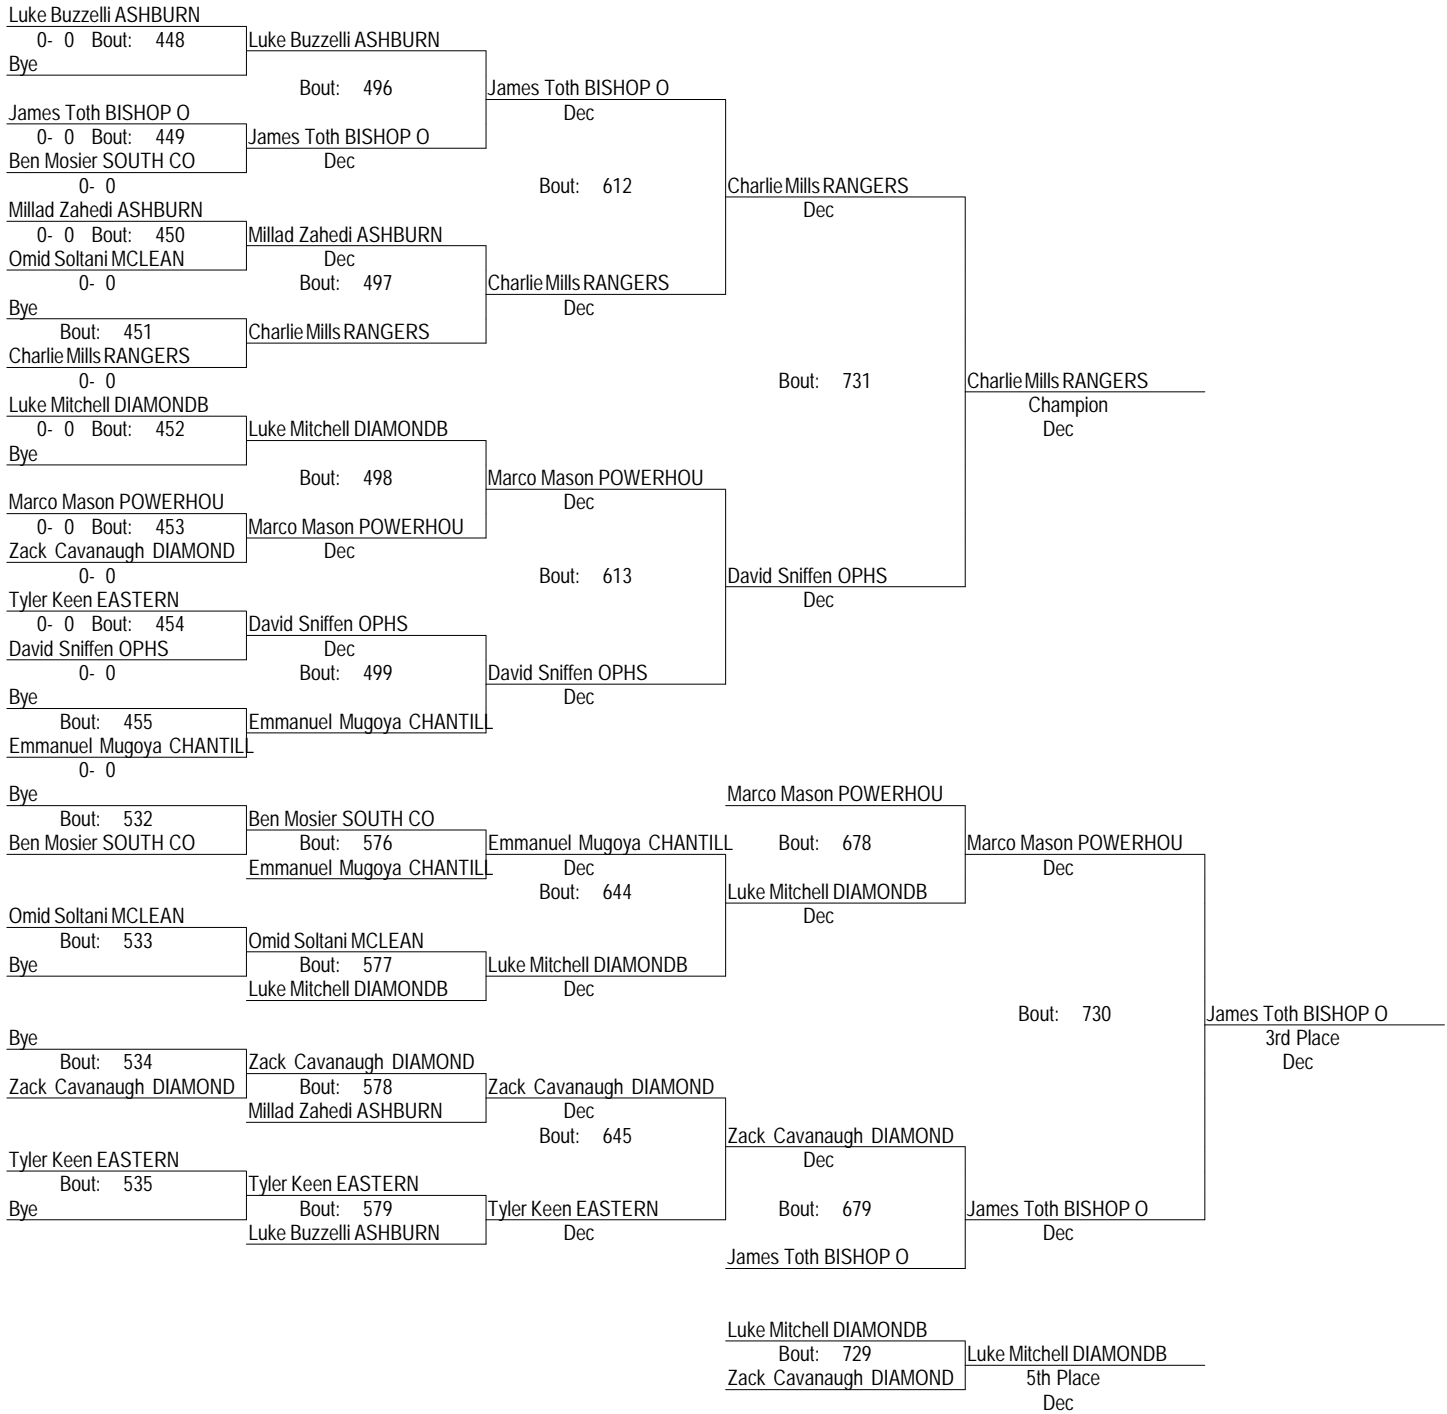 Luke Buzzelli ASHBURN
0- 0 Bout: 448 Luke Buzzelli ASHBURN
Bye
Bout: 496 James Toth BISHOP O
James Toth BISHOP O Dec
0- 0 Bout: 449 James Toth BISHOP O
Ben Mosier SOUTH CO Dec
0- 0 Bout: 612 Charlie Mills RANGERS
Millad Zahedi ASHBURN Dec
0- 0 Bout: 450 Millad Zahedi ASHBURN
Omid Soltani MCLEAN Dec
0- 0 Bout: 497 Charlie Mills RANGERS
Bye Dec
Bout: 451 Charlie Mills RANGERS
Charlie Mills RANGERS
0- 0 Bout: 731 Charlie Mills RANGERS
Luke Mitchell DIAMONDB Champion
0- 0 Bout: 452 Luke Mitchell DIAMONDB Dec
Bye
Bout: 498 Marco Mason POWERHOU
Marco Mason POWERHOU Dec
0- 0 Bout: 453 Marco Mason POWERHOU
Zack Cavanaugh DIAMOND Dec
0- 0 Bout: 613 David Sniffen OPHS
Tyler Keen EASTERN Dec
0- 0 Bout: 454 David Sniffen OPHS
David Sniffen OPHS Dec
0- 0 Bout: 499 David Sniffen OPHS
Bye Dec
Bout: 455 Emmanuel Mugoya CHANTILL
Emmanuel Mugoya CHANTILL
0- 0
Bye Marco Mason POWERHOU
Bout: 532 Ben Mosier SOUTH CO
Ben Mosier SOUTH CO Bout: 576 Emmanuel Mugoya CHANTILL Bout: 678 Marco Mason POWERHOU
Emmanuel Mugoya CHANTILL Dec Dec
Bout: 644 Luke Mitchell DIAMONDB
Omid Soltani MCLEAN Dec
Bout: 533 Omid Soltani MCLEAN
Bye Bout: 577 Luke Mitchell DIAMONDB
Luke Mitchell DIAMONDB Dec
Bout: 730 James Toth BISHOP O
Bye 3rd Place
Bout: 534 Zack Cavanaugh DIAMOND Dec
Zack Cavanaugh DIAMOND Bout: 578 Zack Cavanaugh DIAMOND
Millad Zahedi ASHBURN Dec
Bout: 645 Zack Cavanaugh DIAMOND
Tyler Keen EASTERN Dec
Bout: 535 Tyler Keen EASTERN
Bye Bout: 579 Tyler Keen EASTERN Bout: 679 James Toth BISHOP O
Luke Buzzelli ASHBURN Dec Dec
James Toth BISHOP O
Luke Mitchell DIAMONDB
Bout: 729 Luke Mitchell DIAMONDB
Zack Cavanaugh DIAMOND 5th Place
Dec